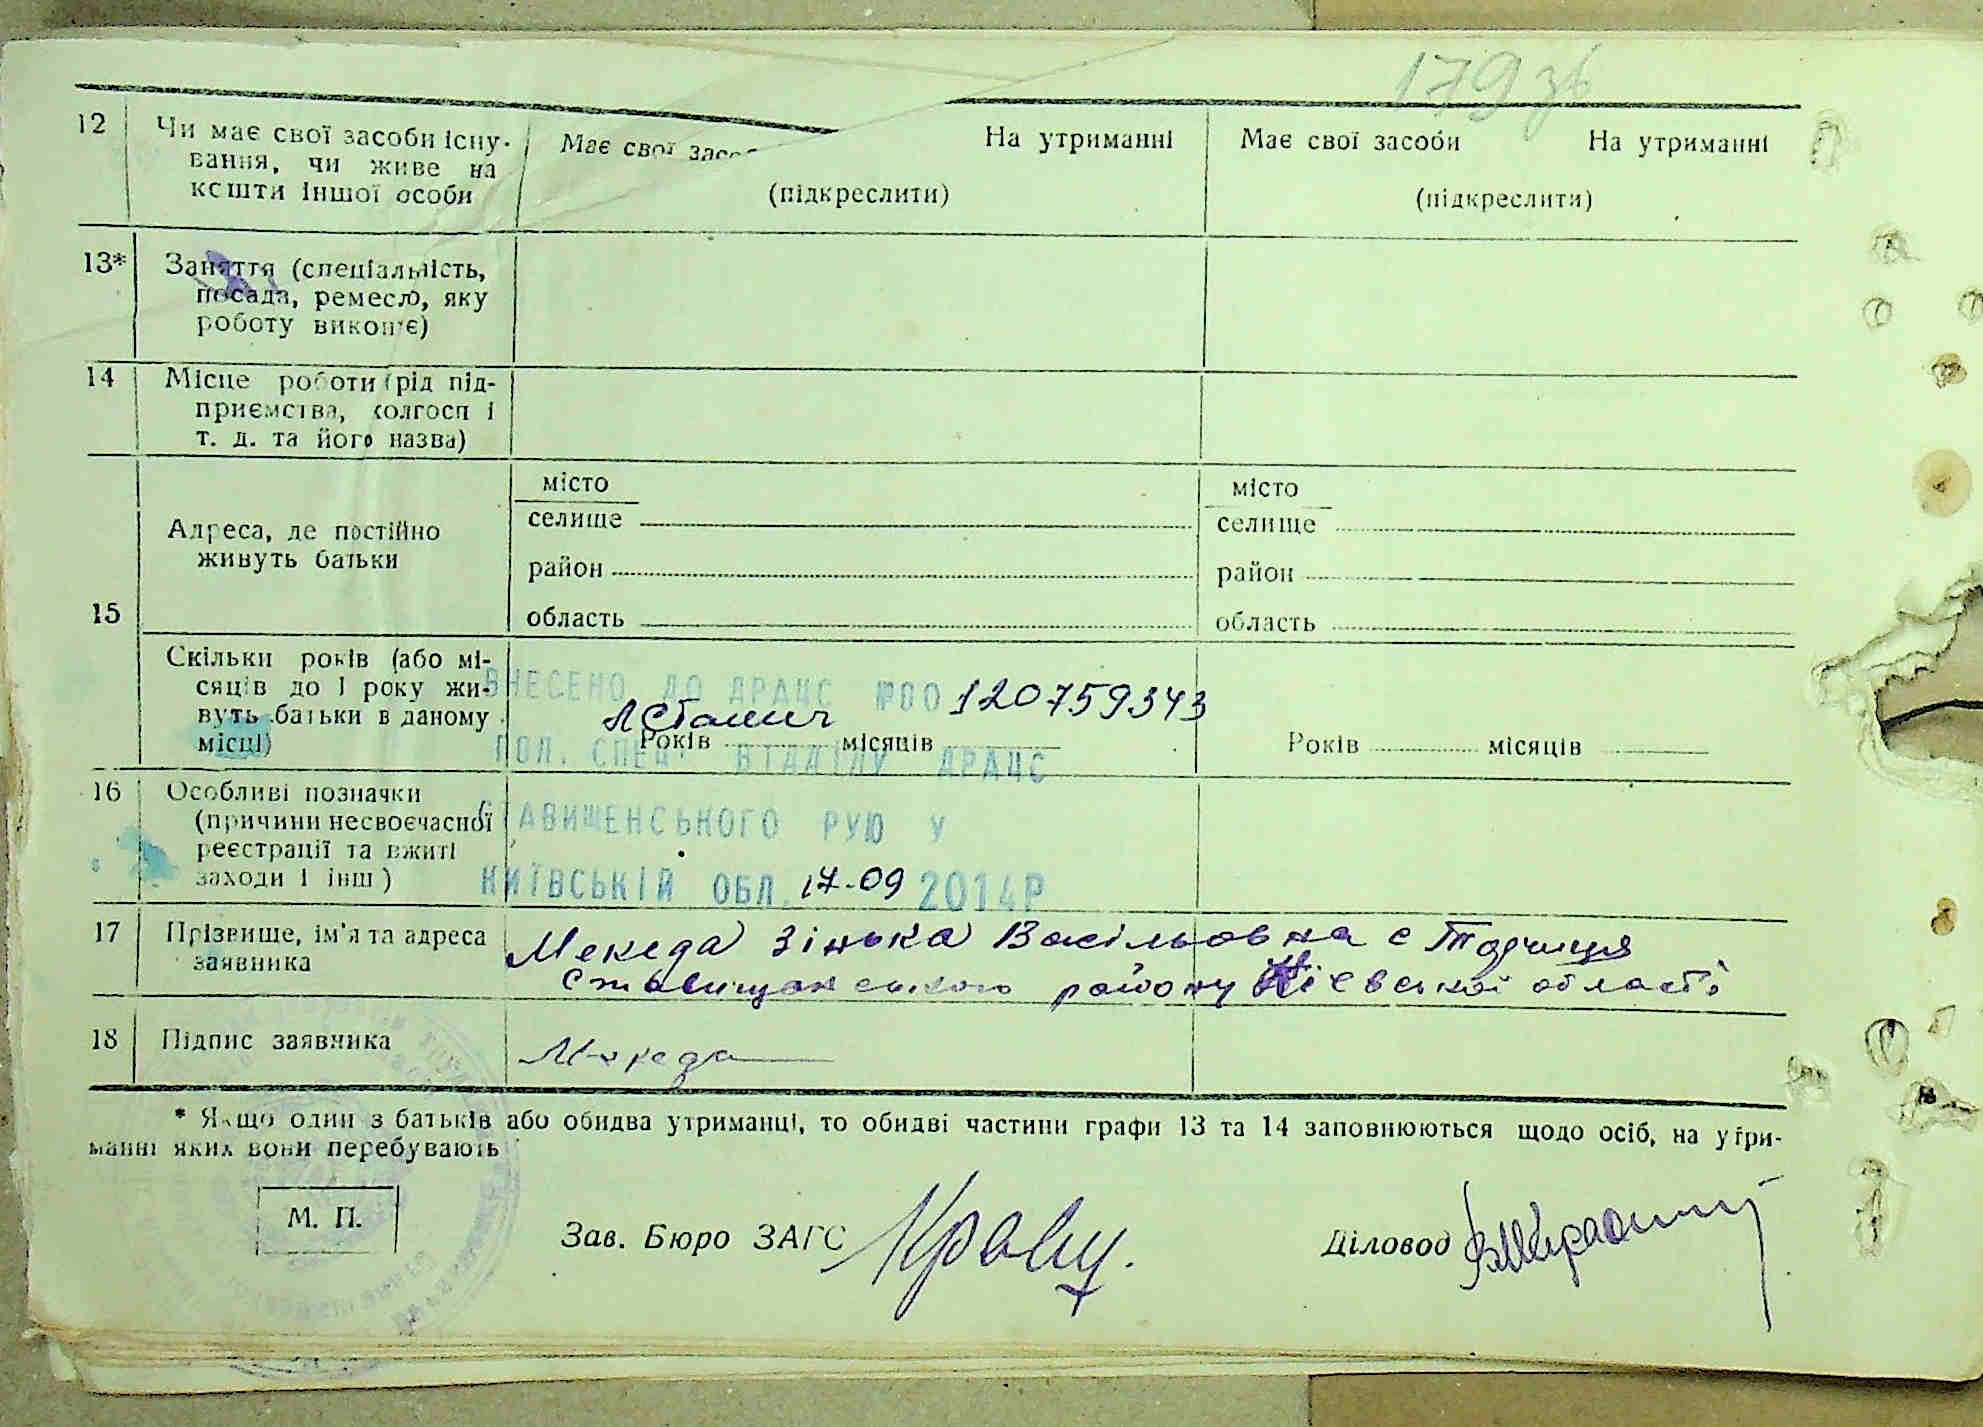 179 зв
12 Чи має свої засоби існу- Має свої засоб На утриманні Має свої засоби На утриманні
вання, чи живе на
кошти іншої особи (підкреслити) (підкреслити)
13* Заняття (спеціальність,
посада, ремесло, яку
роботу викон'є)
14 Місце роботи (рід під-
приємства, колгосп і
т. д. та його назва)
15
Адреса, де постійно
живуть батьки
місто місто
селище селище
район район
область область
Скільки років (або мі-
сяців до 1 року жи-
вуть батьки в даному
місці)
Років місяців Років місяців
ВНЕСЕНО ДО ДРАЦС №00120759343
ПОЛ. СПЕЦ. ВІДДІЛУ ДРАЦС
СТАВИЩЕНСЬКОГО РУЮ У
КИЇВСЬКІЙ ОБЛ. 17-09 2014Р
16 Особливі позначки
(причини несвоєчасної
реєстрації та вжиті
заходи і інш)
17 Прізвище, ім'я та адреса Мекеда Зінька Васільовна с Торчиця
заявника Ставищанського району Кієвскої області
18 Підпис заявника Мекеда
* Якщо один з батьків або обидва утриманці, то обидві частини графи 13 та 14 заповнюються щодо осіб, на утри-
манні яких вони перебувають
М. П.
Зав. Бюро ЗАГС Діловод